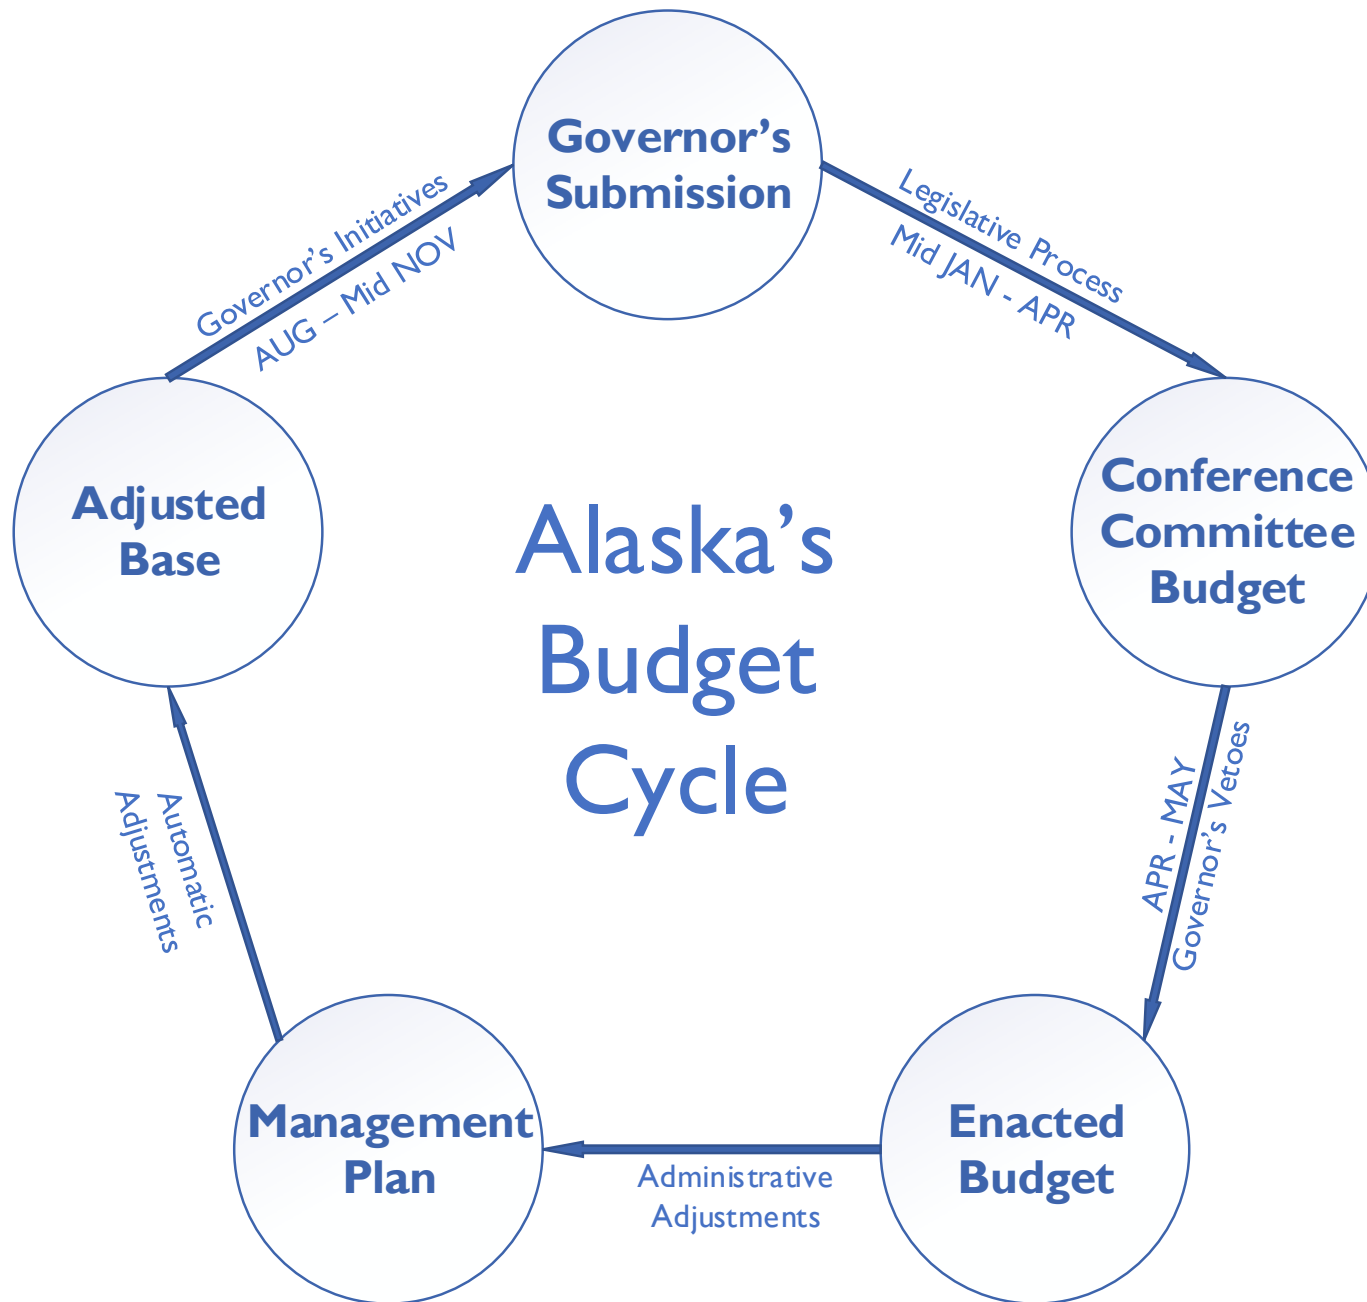 Governor's
Submission
Legislative Process
Mid JAN - APR
Conference
Committee
Budget
APR - MAY
Governor's Vetoes
Enacted
Budget
Administrative
Adjustments
Management
Plan
Automatic
Adjustments
Adjusted
Base
Governor's Initiatives
AUG – Mid NOV
Alaska's
Budget
Cycle